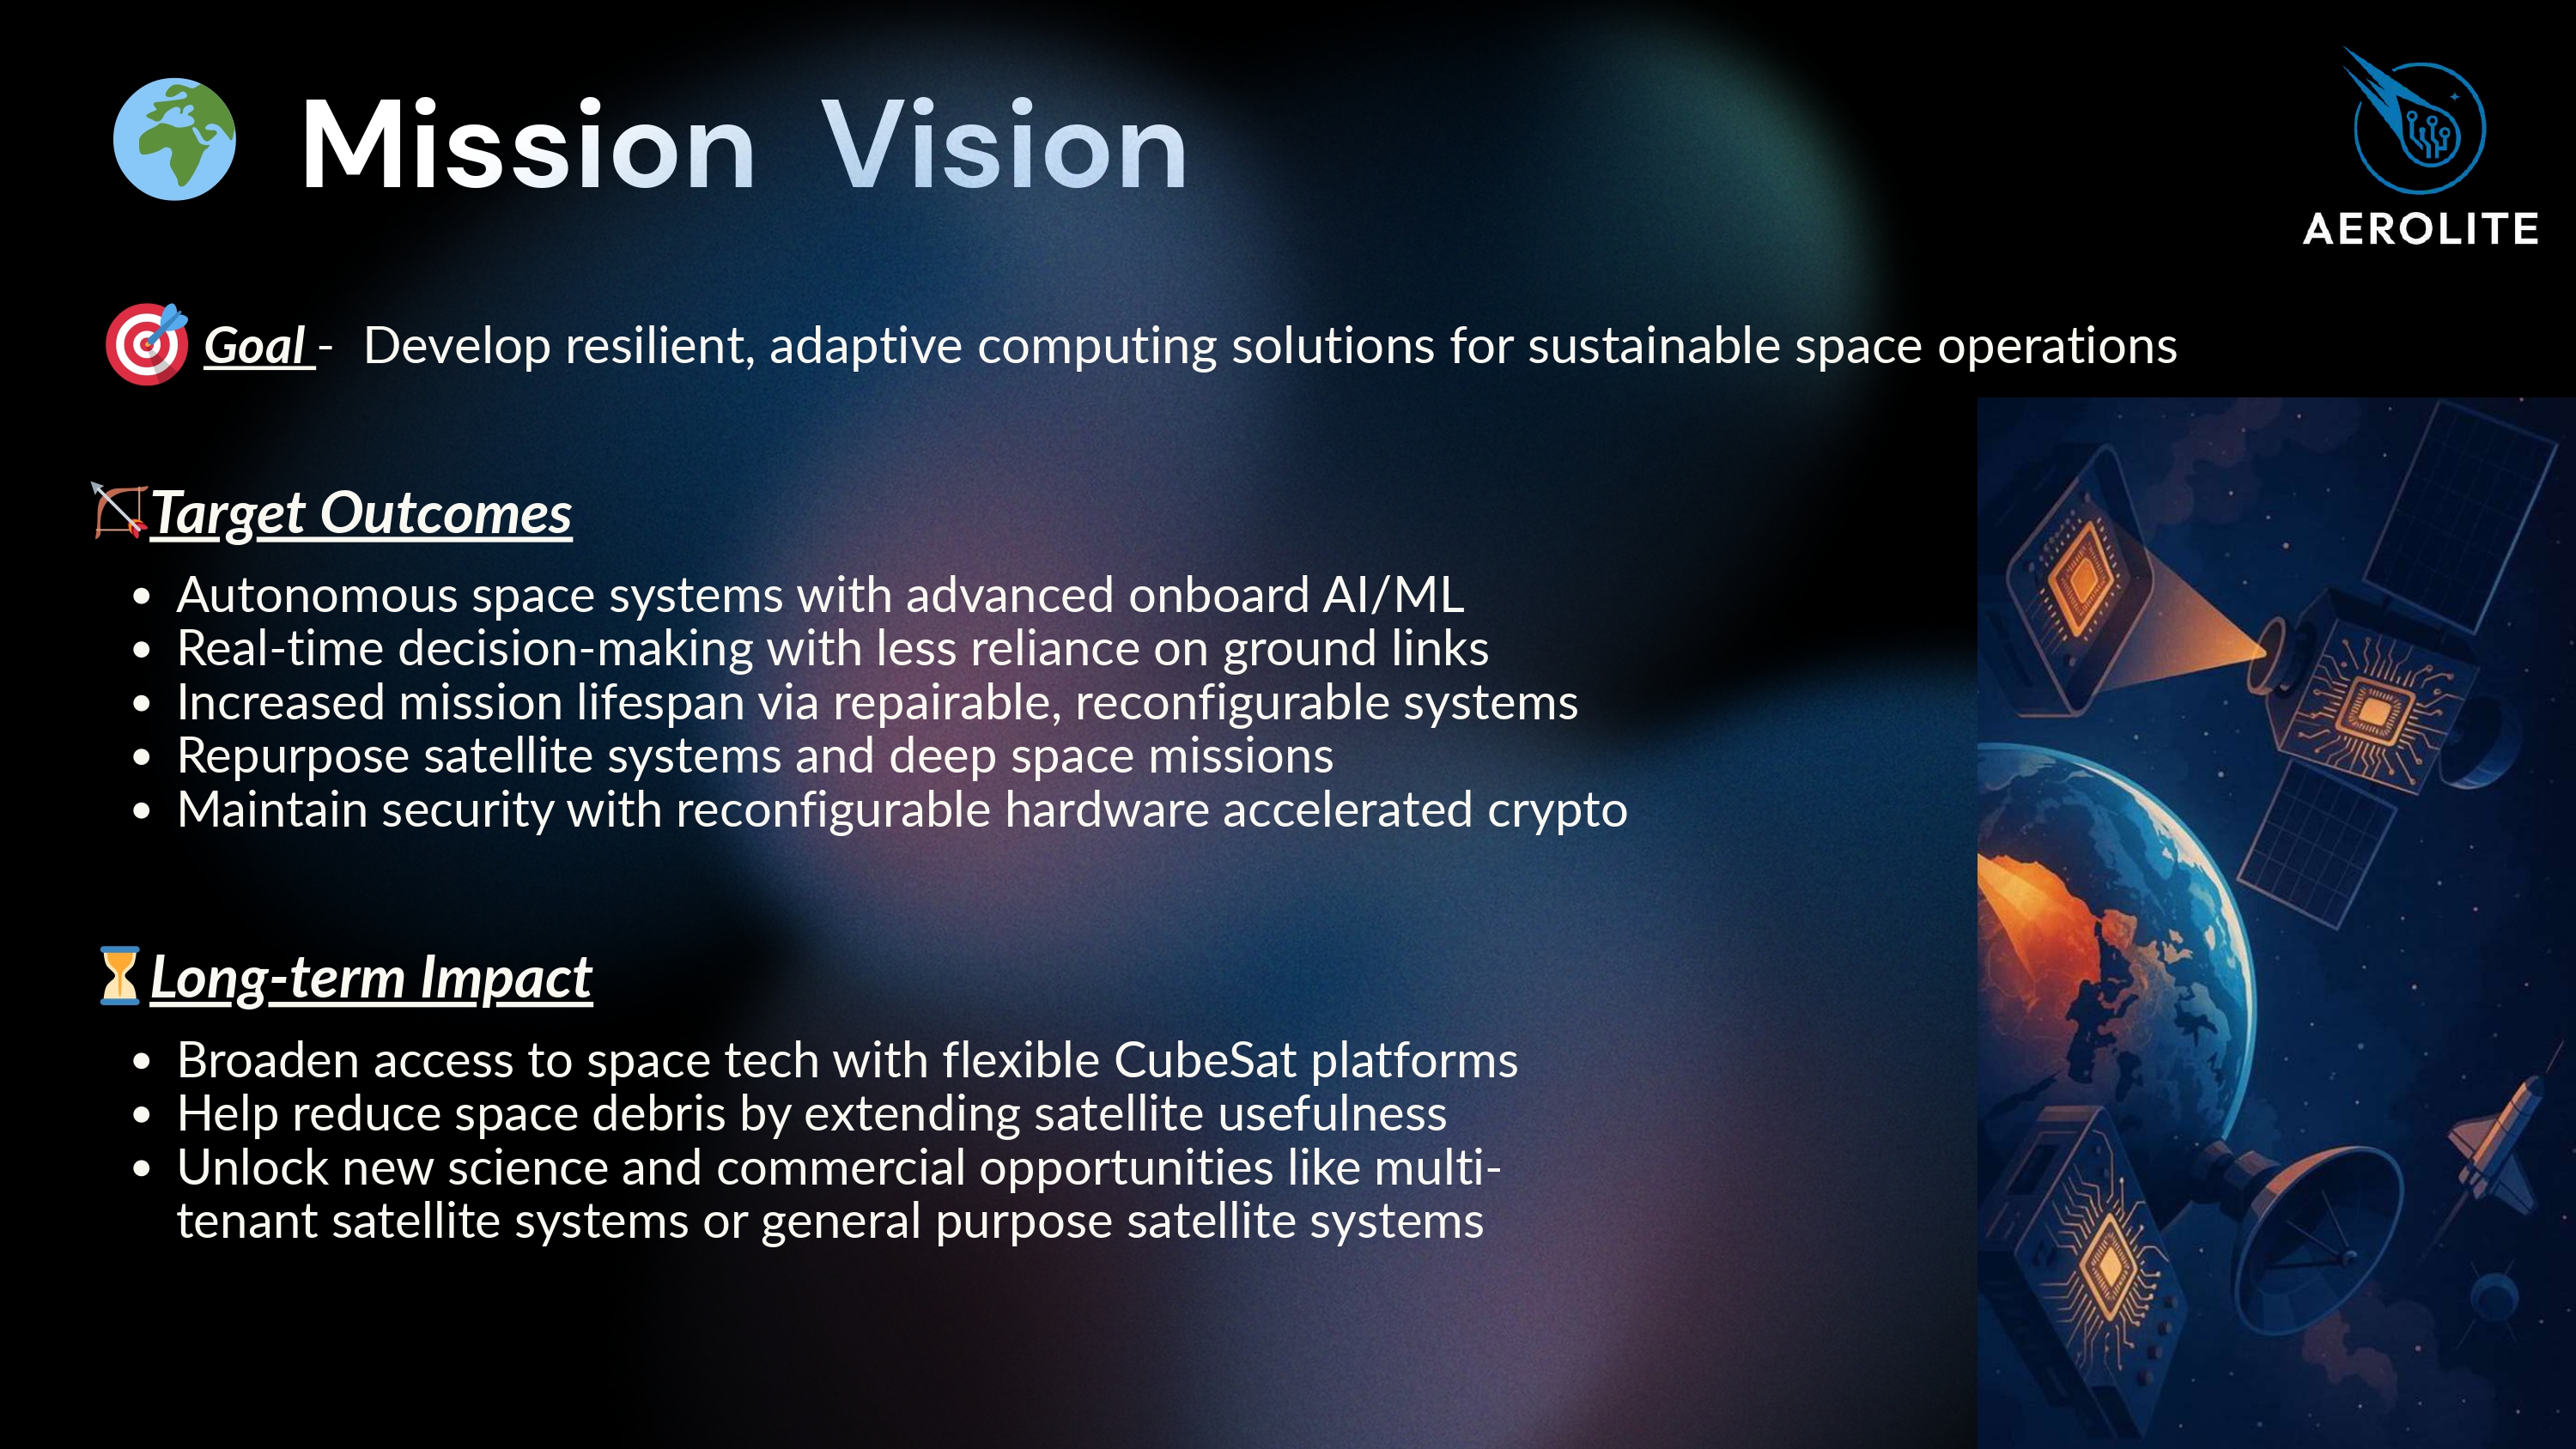 Mission Vision
AEROLITE
Goal - Develop resilient, adaptive computing solutions for sustainable space operations
Target Outcomes
• Autonomous space systems with advanced onboard AI/ML
• Real-time decision-making with less reliance on ground links
• Increased mission lifespan via repairable, reconfigurable systems
• Repurpose satellite systems and deep space missions
• Maintain security with reconfigurable hardware accelerated crypto
Long-term Impact
• Broaden access to space tech with flexible CubeSat platforms
• Help reduce space debris by extending satellite usefulness
• Unlock new science and commercial opportunities like multi-
tenant satellite systems or general purpose satellite systems